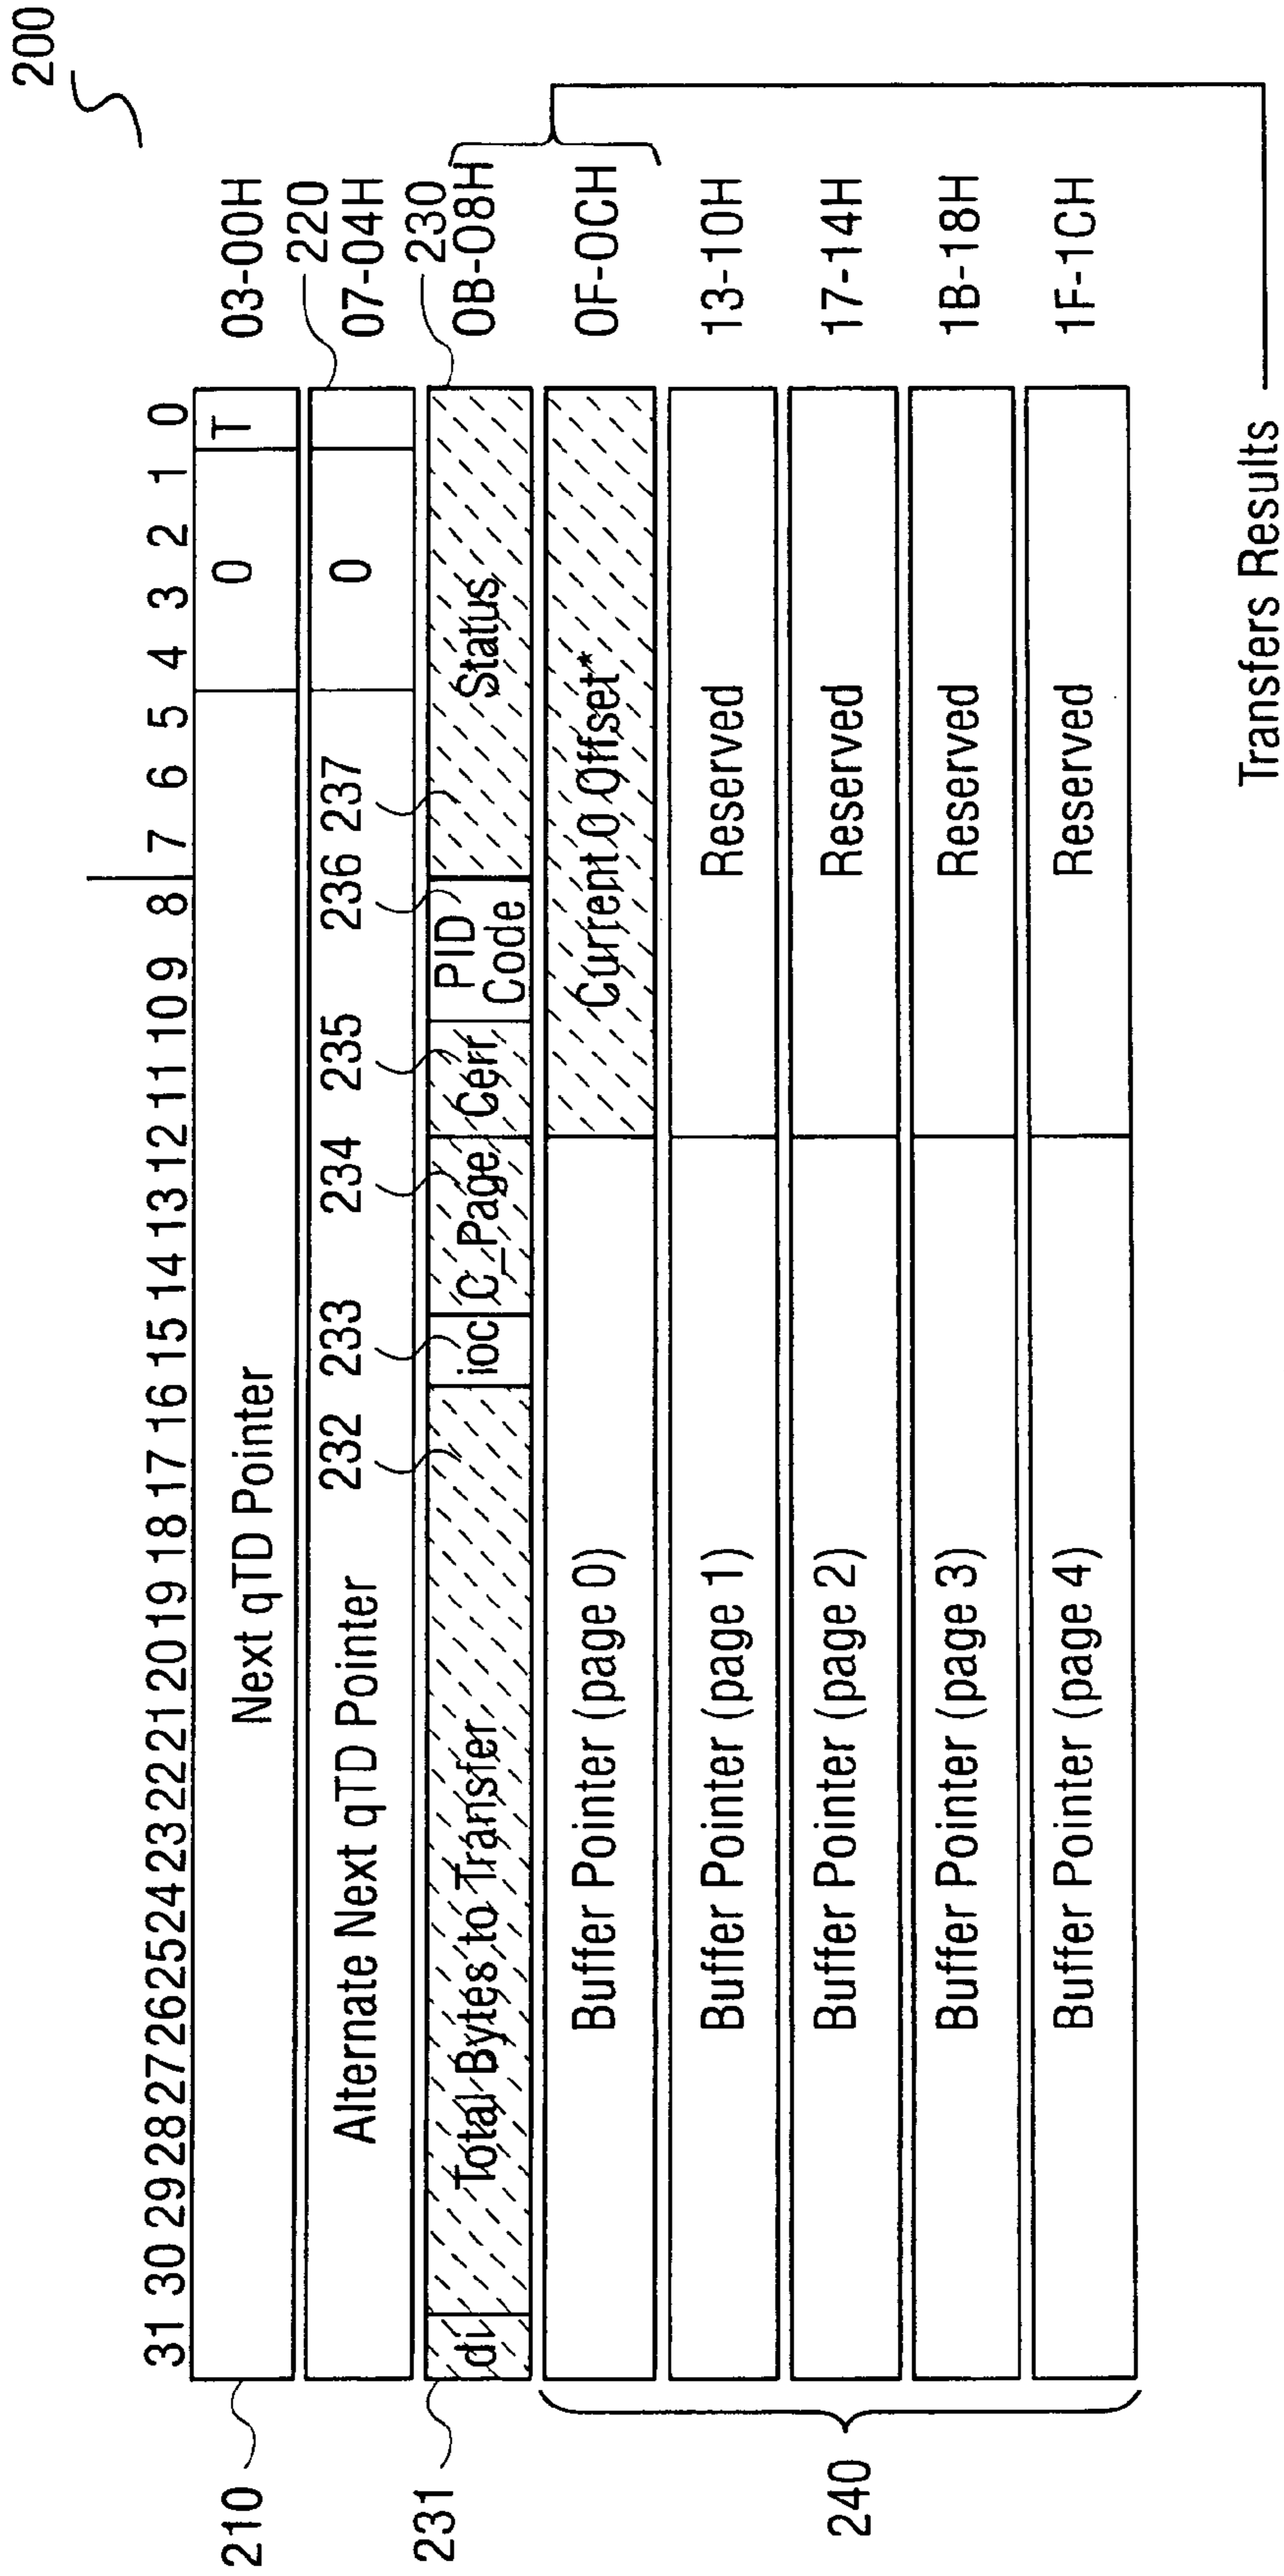 200
31 30 29 28 27 26 25 24 23 22 21 20 19 18 17 16 15 14 13 12 11 10 9 8 7 6 5 4 3 2 1 0
210 Next qTD Pointer 0 T 03-00H
220
Alternate Next qTD Pointer 0 07-04H
232 233 234 235 236 237 230
231 di Total Bytes to Transfer ioc C_Page Cerr PID Code Status 0B-08H
Buffer Pointer (page 0) Current 0 Offset* 0F-0CH
Buffer Pointer (page 1) Reserved 13-10H
240 Buffer Pointer (page 2) Reserved 17-14H
Buffer Pointer (page 3) Reserved 1B-18H
Buffer Pointer (page 4) Reserved 1F-1CH
Transfers Results